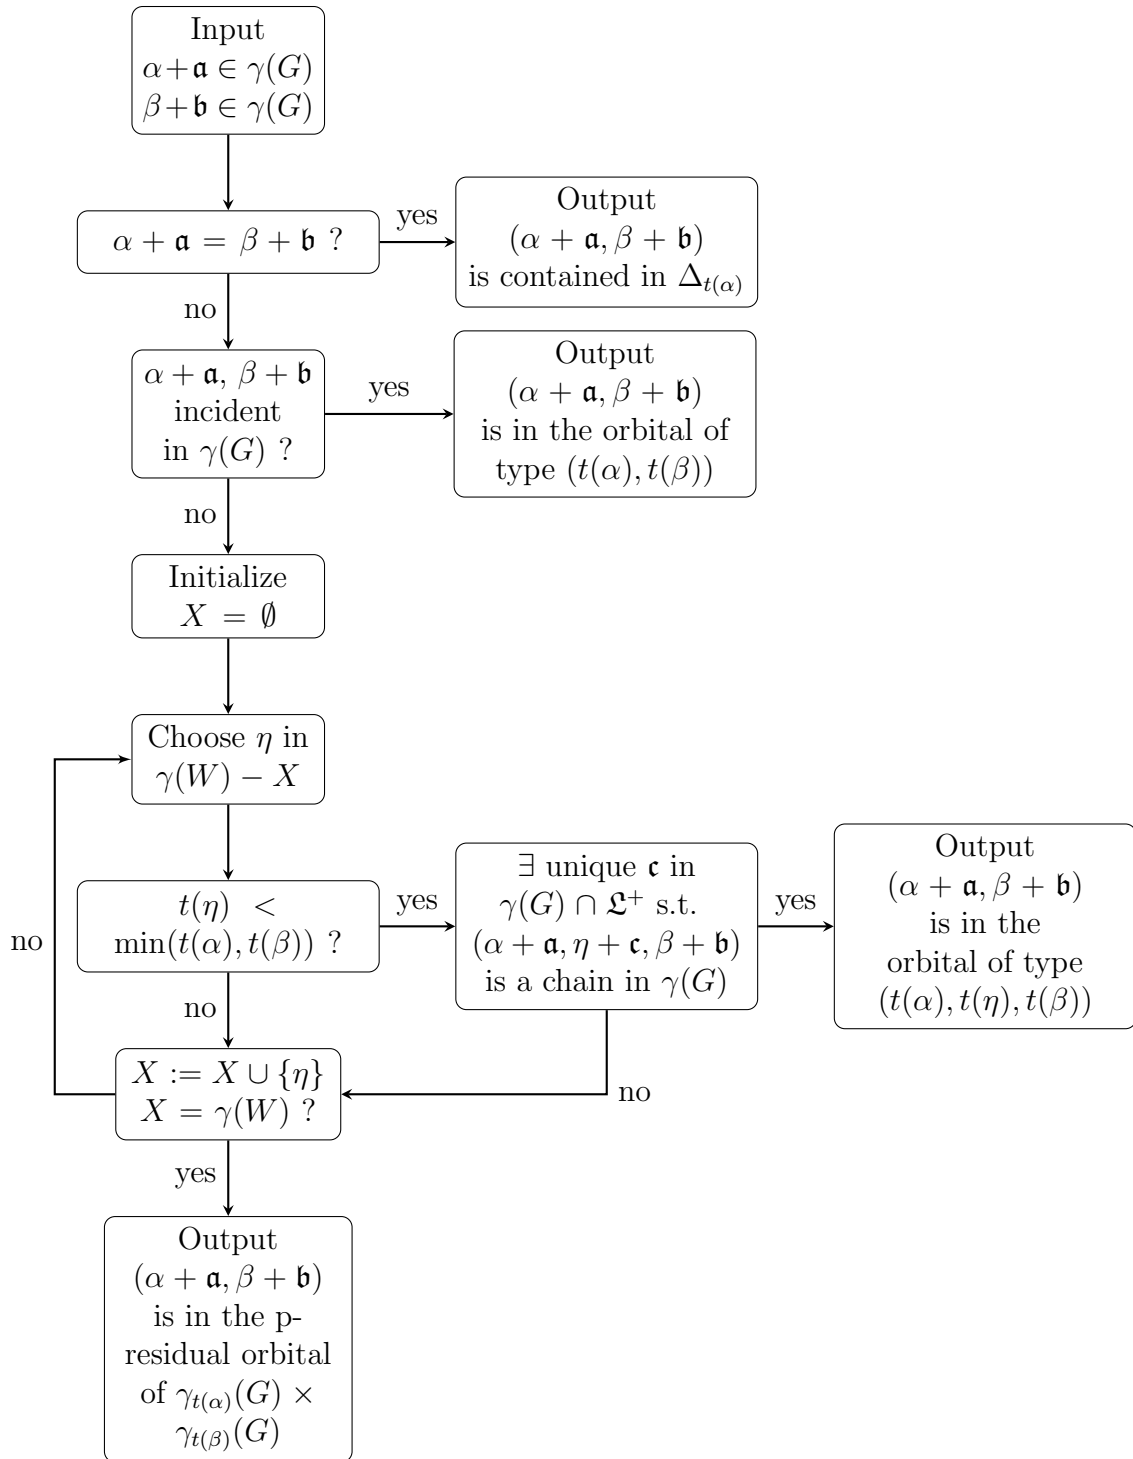 Input
α+𝔞 ∈ γ(G)
β+𝔟 ∈ γ(G)
α + 𝔞 = β + 𝔟 ?
yes
Output
(α + 𝔞, β + 𝔟)
is contained in Δ_{t(α)}
no
α + 𝔞, β + 𝔟
incident
in γ(G) ?
yes
Output
(α + 𝔞, β + 𝔟)
is in the orbital of
type (t(α), t(β))
no
Initialize
X = ∅
Choose η in
γ(W) − X
t(η) <
min(t(α), t(β)) ?
yes
∃ unique 𝔠 in
γ(G) ∩ 𝔏⁺ s.t.
(α + 𝔞, η + 𝔠, β + 𝔟)
is a chain in γ(G)
yes
Output
(α + 𝔞, β + 𝔟)
is in the
orbital of type
(t(α), t(η), t(β))
no
no
X := X ∪ {η}
X = γ(W) ?
no
yes
Output
(α + 𝔞, β + 𝔟)
is in the p-
residual orbital
of γ_{t(α)}(G) ×
γ_{t(β)}(G)